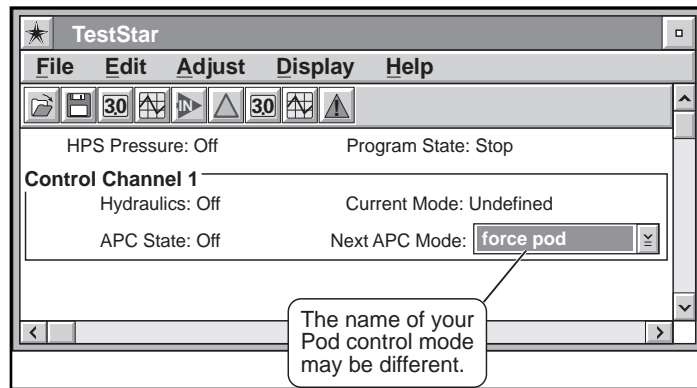 TestStar
File Edit Adjust Display Help
30 IN 30
HPS Pressure: Off Program State: Stop
Control Channel 1
Hydraulics: Off Current Mode: Undefined
APC State: Off Next APC Mode: force pod
The name of your
Pod control mode
may be different.